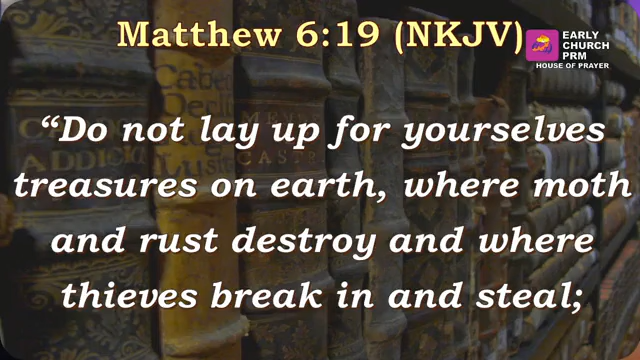 Matthew 6:19 (NKJV)
EARLY
CHURCH
PRM
HOUSE OF PRAYER
“Do not lay up for yourselves
treasures on earth, where moth
and rust destroy and where
thieves break in and steal;